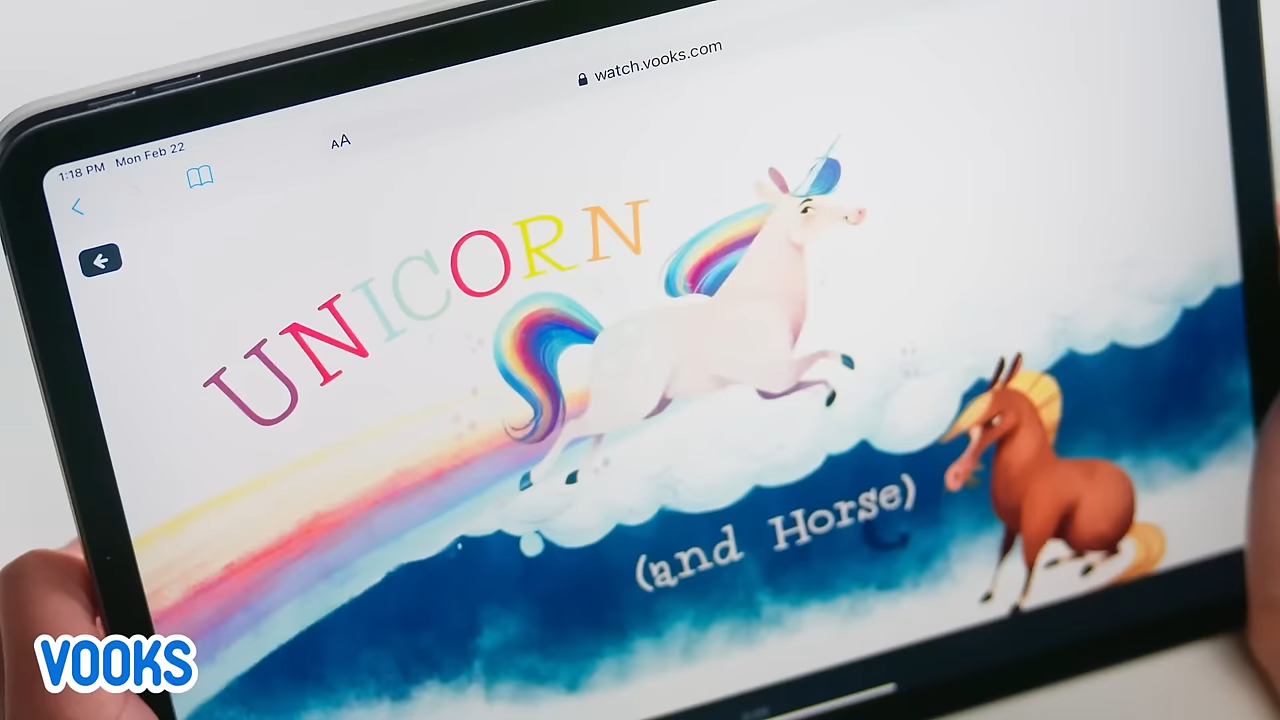 watch.vooks.com
1:18 PM Mon Feb 22
AA
UNICORN
(and Horse)
VOOKS